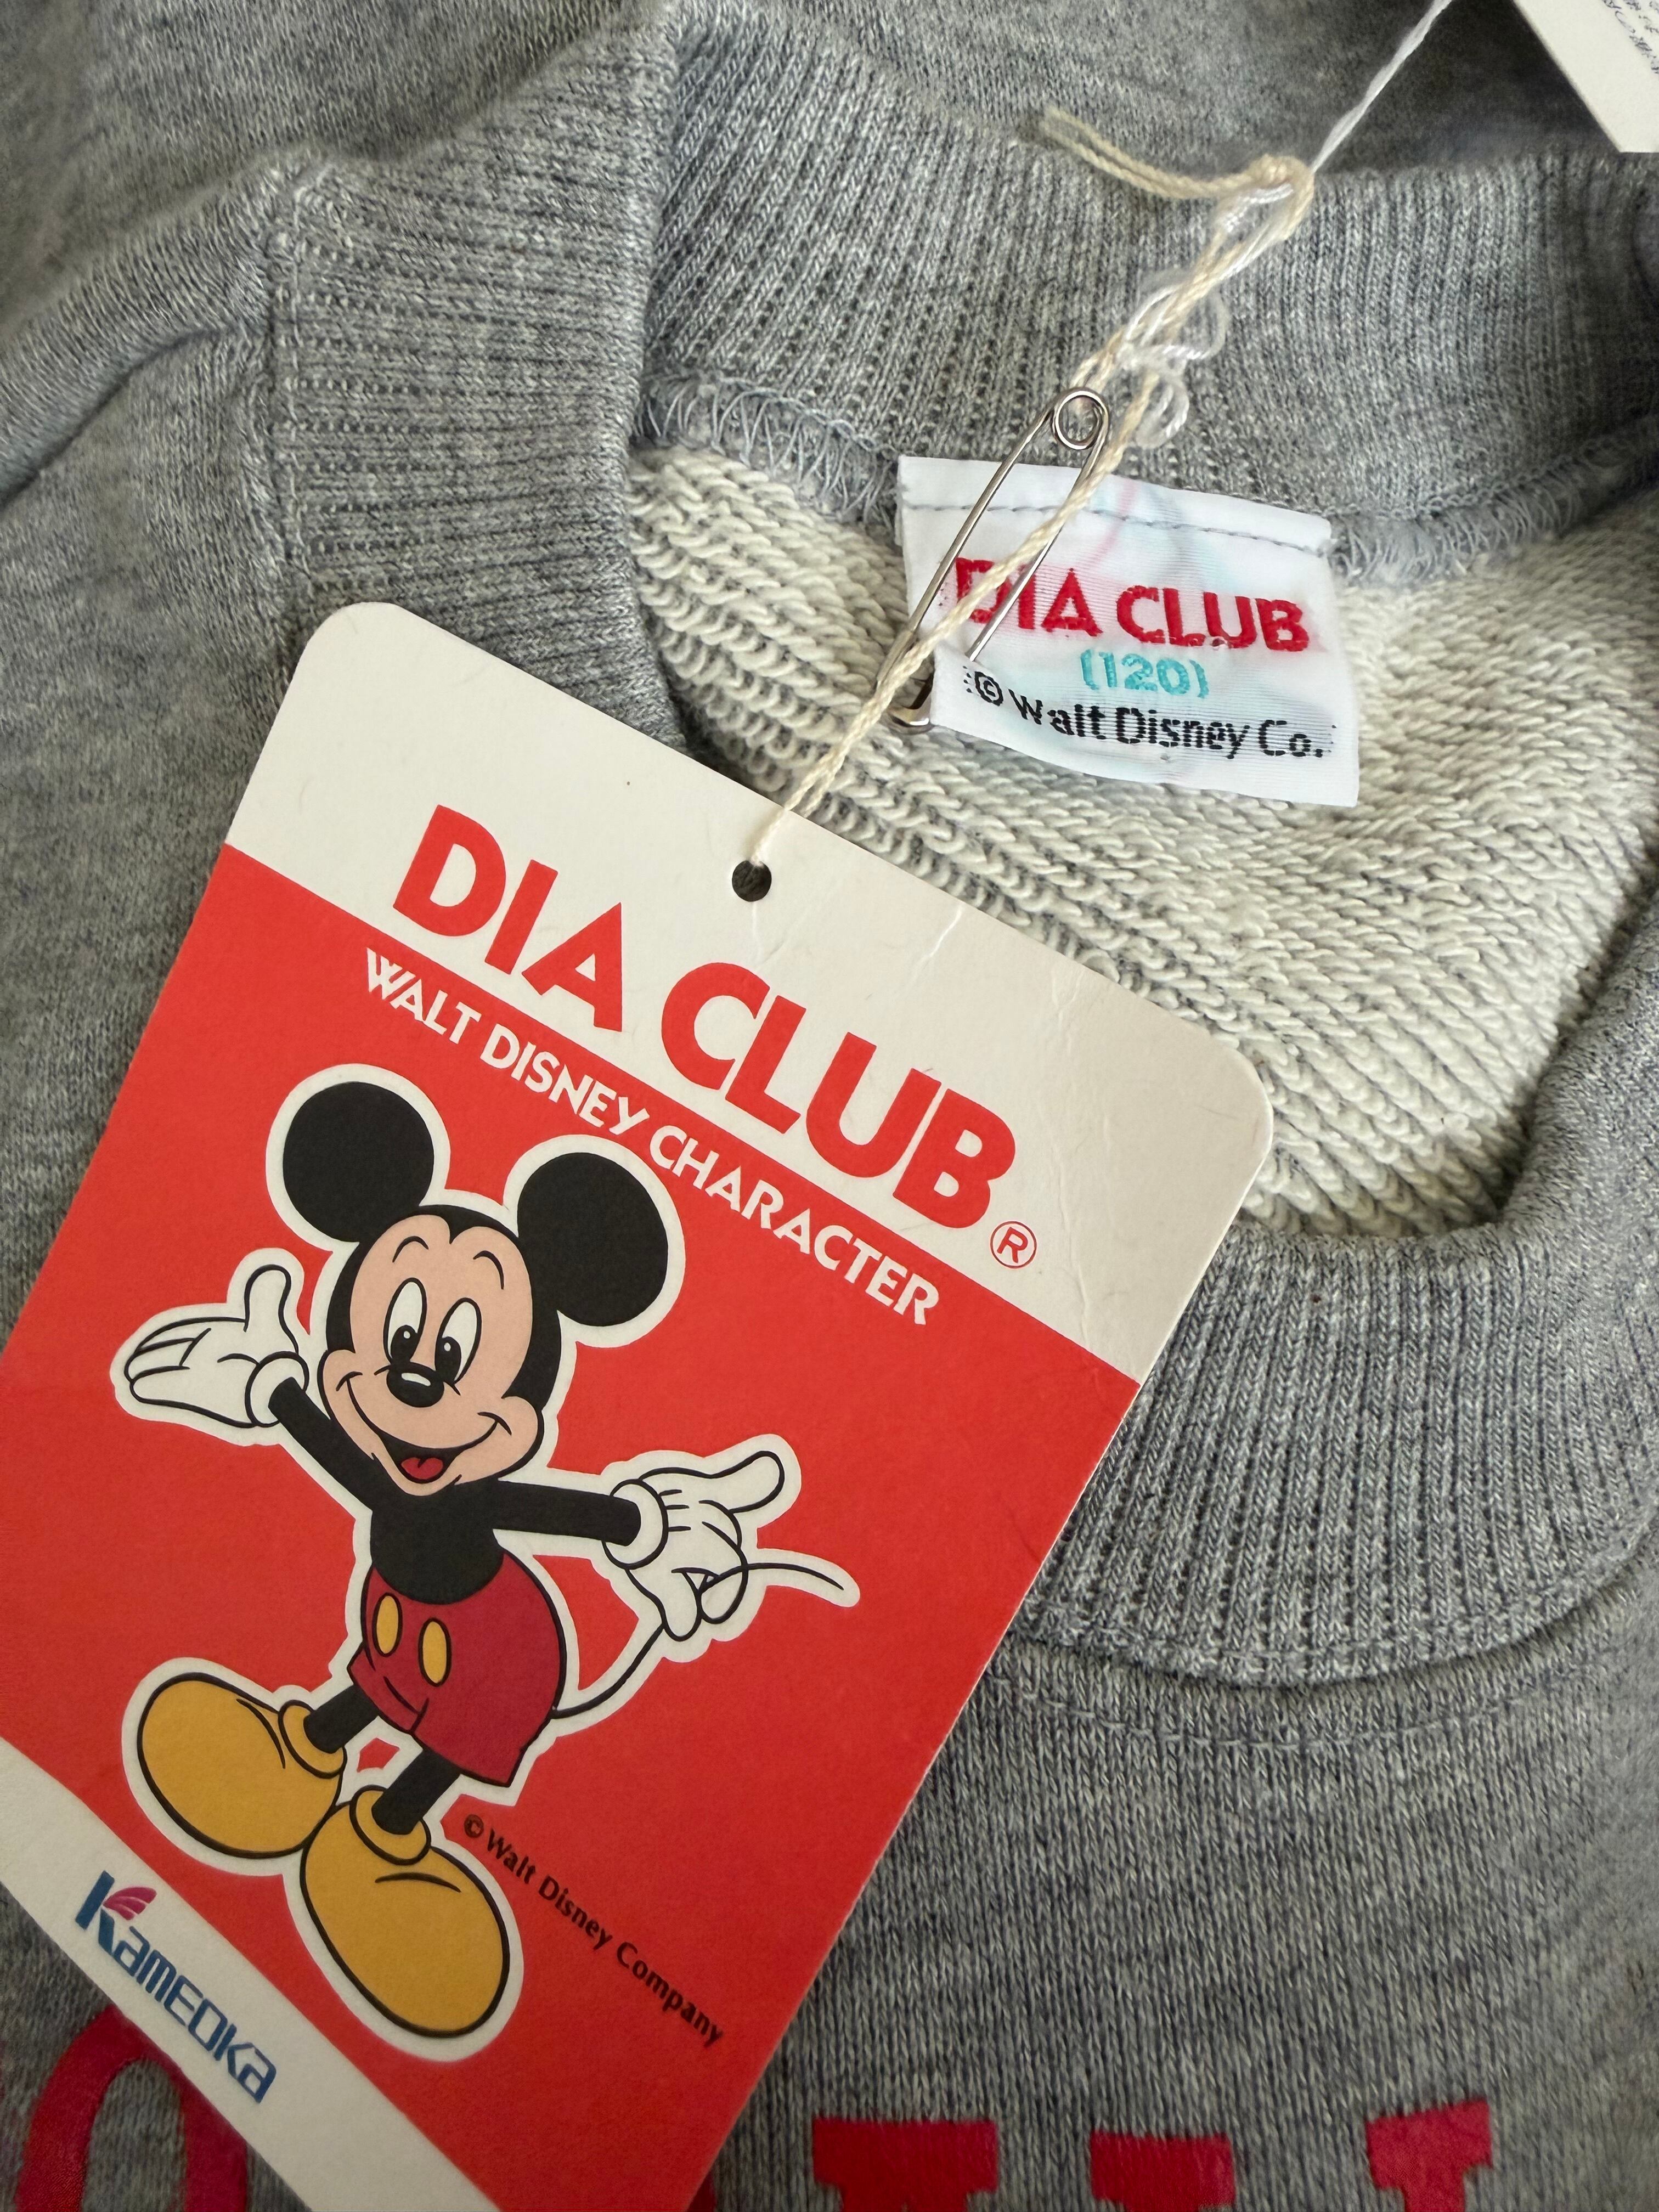 DIA CLUB
(120)
© Walt Disney Co.
DIA CLUB®
WALT DISNEY CHARACTER
© Walt Disney Company
Kameoka